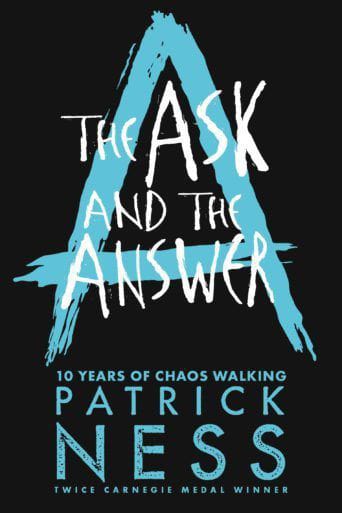 THE ASK
AND THE
ANSWER
10 YEARS OF CHAOS WALKING
PATRICK
NESS
TWICE CARNEGIE MEDAL WINNER